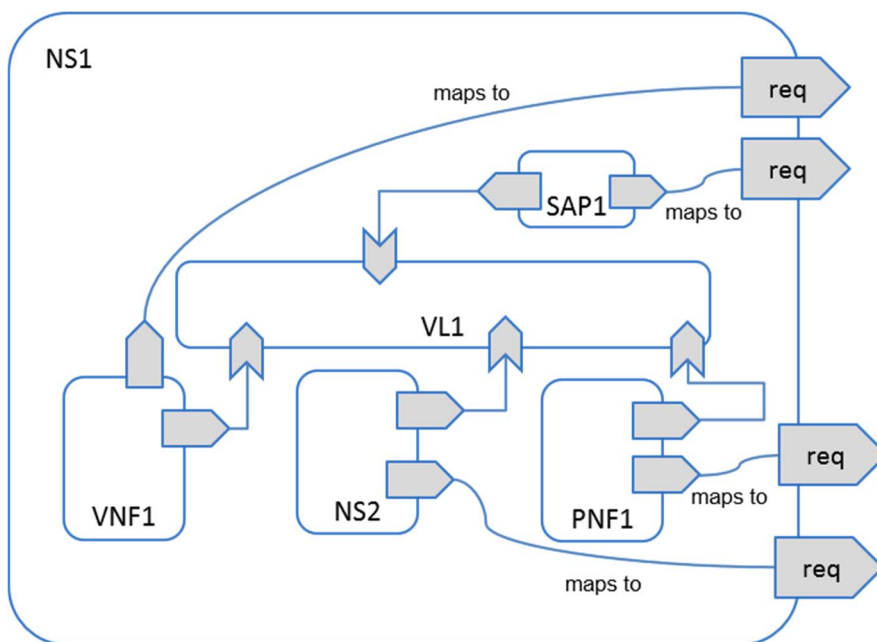 NS1
req
maps to
req
SAP1
maps to
VL1
VNF1
NS2
PNF1
req
maps to
req
maps to